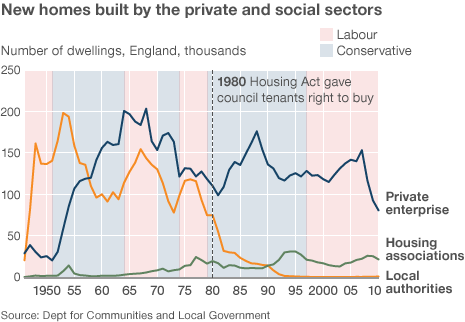 New homes built by the private and social sectors
Labour
Number of dwellings, England, thousands
Conservative
250
1980 Housing Act gave
council tenants right to buy
200
150
100
Private
enterprise
50
Housing
associations
0
Local
authorities
1950 55 60 65 70 75 80 85 90 95 2000 05 10
Source: Dept for Communities and Local Government